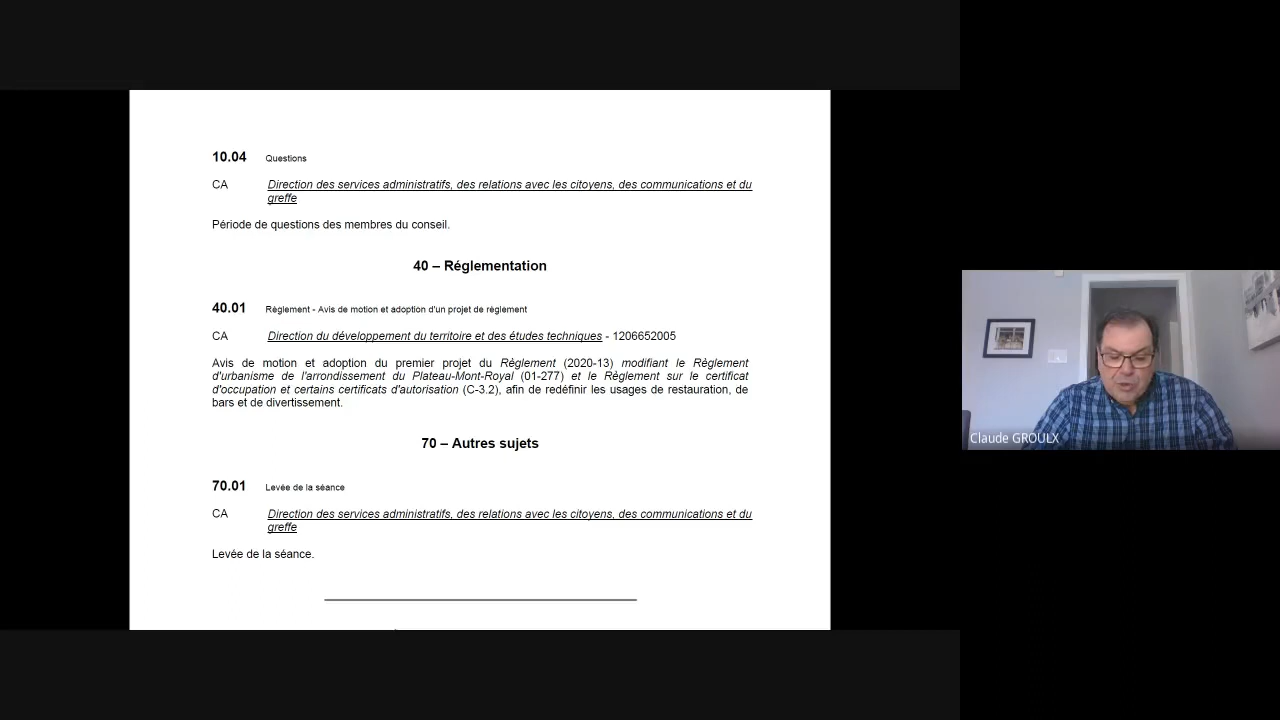 10.04 Questions
CA Direction des services administratifs, des relations avec les citoyens, des communications et du
greffe
Période de questions des membres du conseil.
40 – Réglementation
40.01 Règlement - Avis de motion et adoption d'un projet de règlement
CA Direction du développement du territoire et des études techniques - 1206652005
Avis de motion et adoption du premier projet du Règlement (2020-13) modifiant le Règlement
d'urbanisme de l'arrondissement du Plateau-Mont-Royal (01-277) et le Règlement sur le certificat
d'occupation et certains certificats d'autorisation (C-3.2), afin de redéfinir les usages de restauration, de
bars et de divertissement.
70 – Autres sujets
70.01 Levée de la séance
CA Direction des services administratifs, des relations avec les citoyens, des communications et du
greffe
Levée de la séance.
Claude GROULX